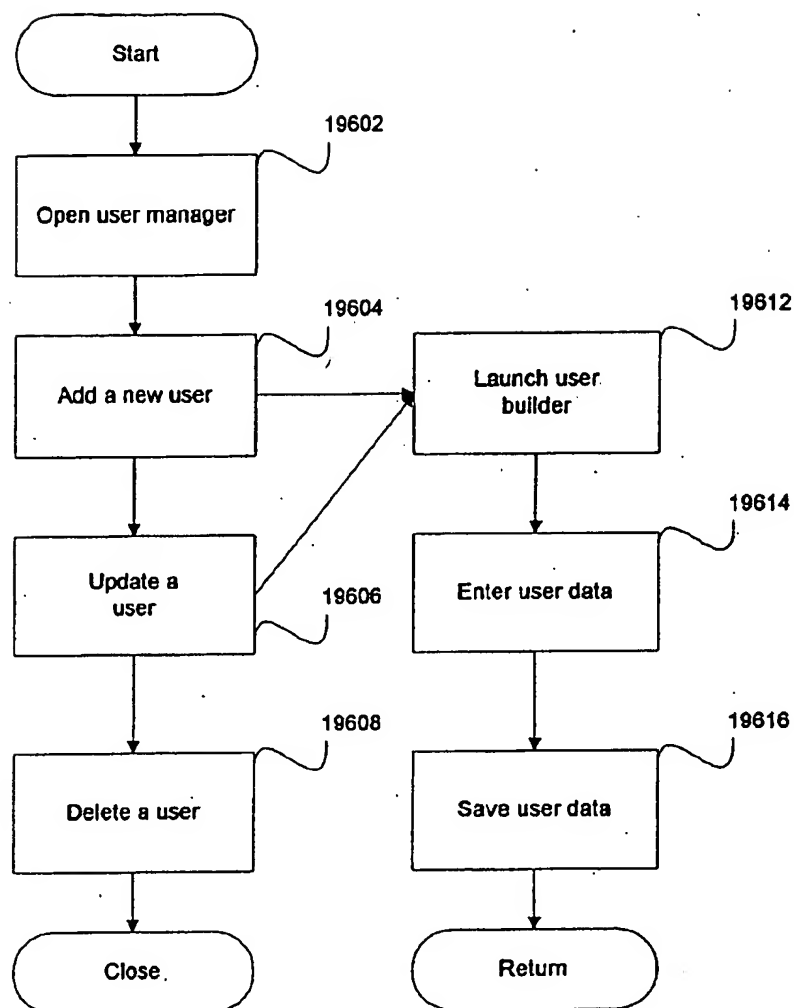 Start
19602
Open user manager
19604
Add a new user
19612
Launch user
builder
19614
Update a
user
19606
Enter user data
19608
Delete a user
19616
Save user data
Close
Return